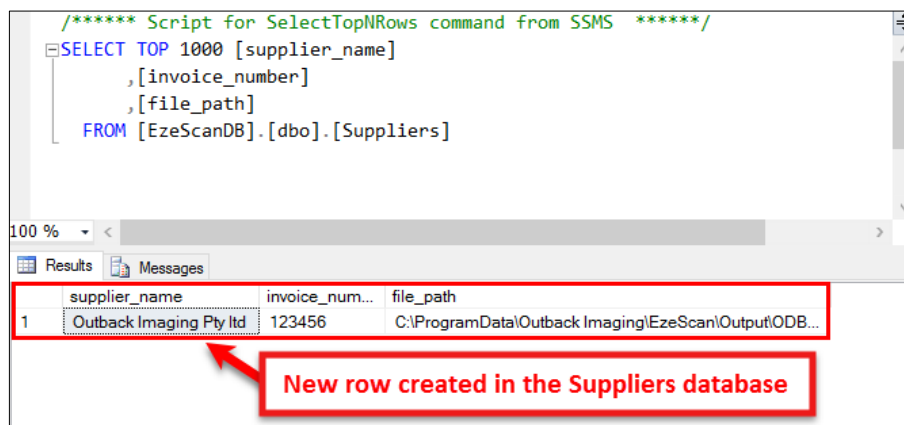 /****** Script for SelectTopNRows command from SSMS  ******/
SELECT TOP 1000 [supplier_name]
,[invoice_number]
,[file_path]
FROM [EzeScanDB].[dbo].[Suppliers]
100 %
Results Messages
supplier_name invoice_num... file_path
1 Outback Imaging Pty ltd 123456 C:\ProgramData\Outback Imaging\EzeScan\Output\ODB...
New row created in the Suppliers database